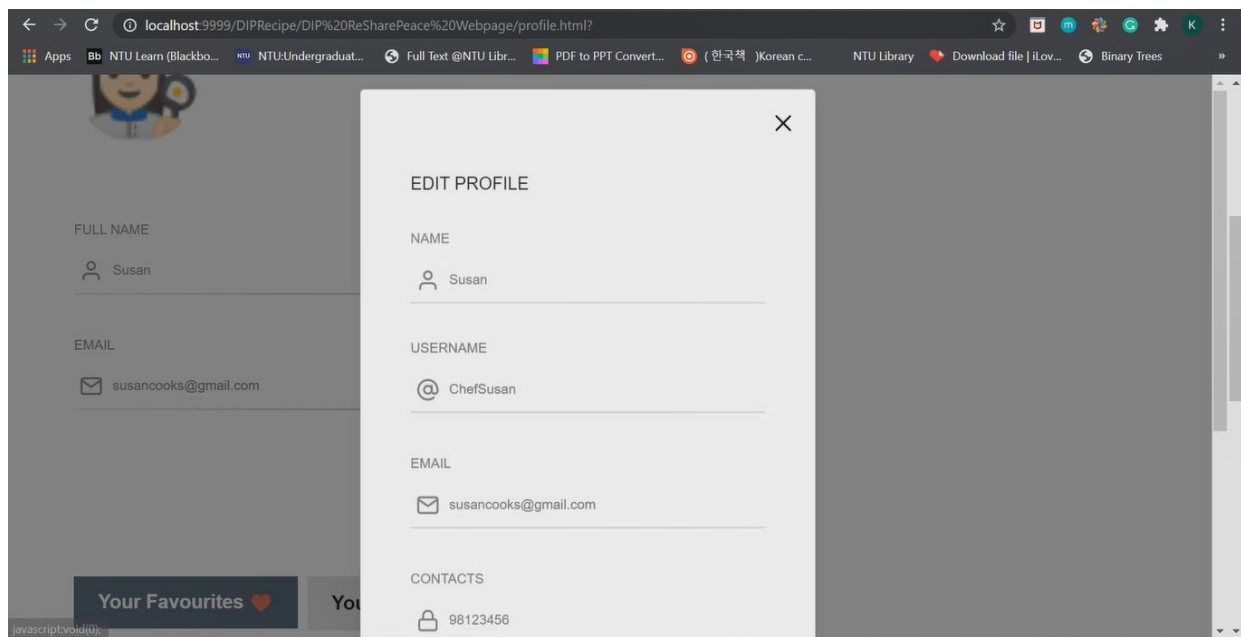 localhost:9999/DIPRecipe/DIP%20ReSharePeace%20Webpage/profile.html?
K
Apps Bb NTU Learn (Blackbo... NTU NTU:Undergraduat... Full Text @NTU Libr... PDF to PPT Convert... ( 한국책 )Korean c... NTU Library Download file | iLov... Binary Trees »
EDIT PROFILE
FULL NAME
Susan
NAME
Susan
EMAIL
susancooks@gmail.com
USERNAME
@ ChefSusan
EMAIL
susancooks@gmail.com
CONTACTS
98123456
Your Favourites
You
javascript:void(0);